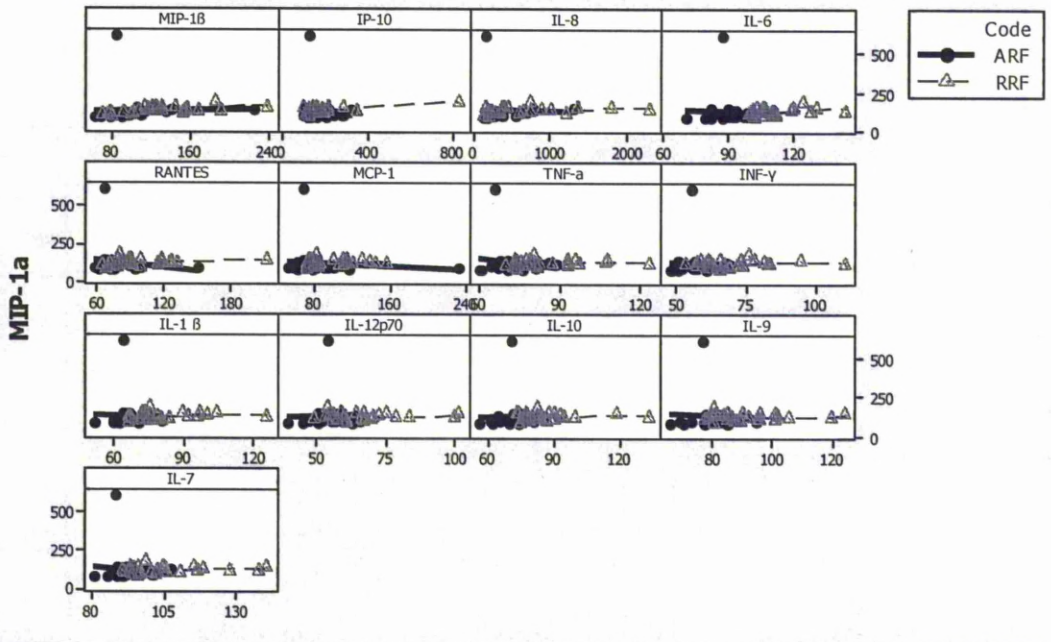 MIP-1ß IP-10 IL-8 IL-6
Code
ARF
RRF
500
250
0
80 160 240 400 800 0 1000 2000 60 90 120
RANTES MCP-1 TNF-a INF-γ
500
250
0
60 120 180 80 160 240 60 90 120 50 75 100
MIP-1a
IL-1 ß IL-12p70 IL-10 IL-9
500
250
0
60 90 120 50 75 100 60 90 120 80 100 120
IL-7
500
250
0
80 105 130